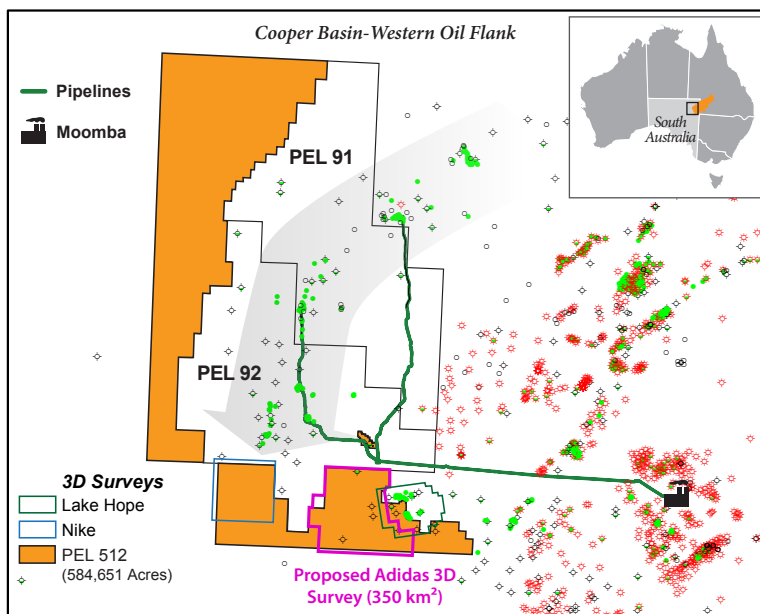 Cooper Basin-Western Oil Flank
Pipelines
Moomba
PEL 91
South
Australia
PEL 92
3D Surveys
Lake Hope
Nike
PEL 512
(584,651 Acres)
Proposed Adidas 3D
Survey (350 km²)